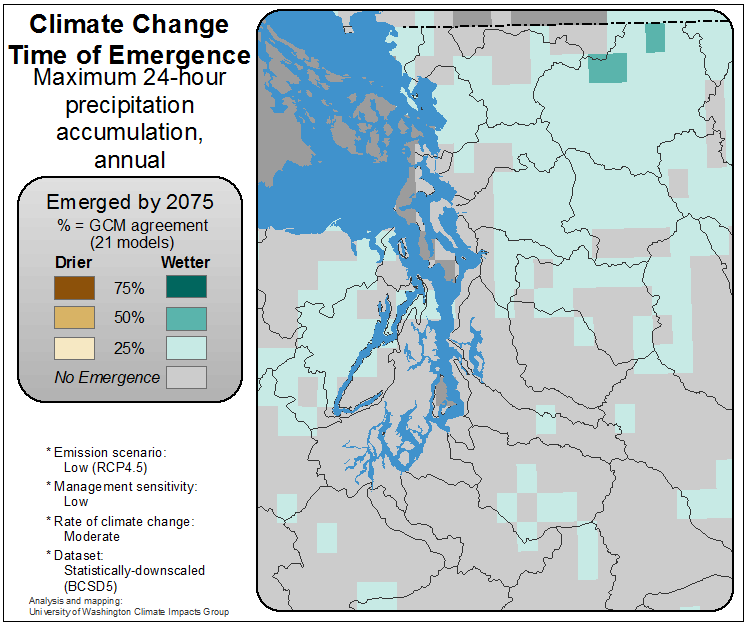 Climate Change
Time of Emergence
Maximum 24-hour
precipitation
accumulation,
annual
Emerged by 2075
% = GCM agreement
(21 models)
Drier Wetter
75%
50%
25%
No Emergence
* Emission scenario:
Low (RCP4.5)
* Management sensitivity:
Low
* Rate of climate change:
Moderate
* Dataset:
Statistically-downscaled
(BCSD5)
Analysis and mapping:
University of Washington Climate Impacts Group